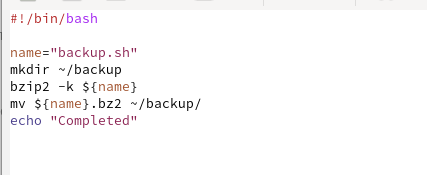 #!/bin/bash
name="backup.sh"
mkdir ~/backup
bzip2 -k ${name}
mv ${name}.bz2 ~/backup/
echo "Completed"